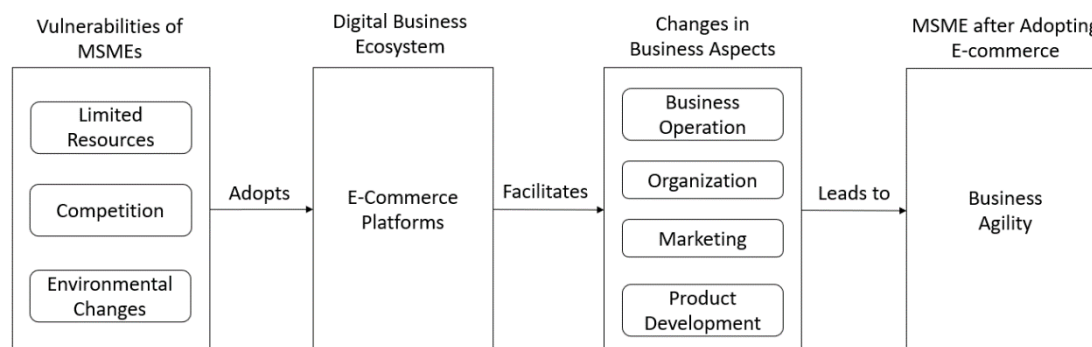 Vulnerabilities of
MSMEs
Limited
Resources
Competition
Environmental
Changes
Adopts
Digital Business
Ecosystem
E-Commerce
Platforms
Facilitates
Changes in
Business Aspects
Business
Operation
Organization
Marketing
Product
Development
Leads to
MSME after Adopting
E-commerce
Business
Agility